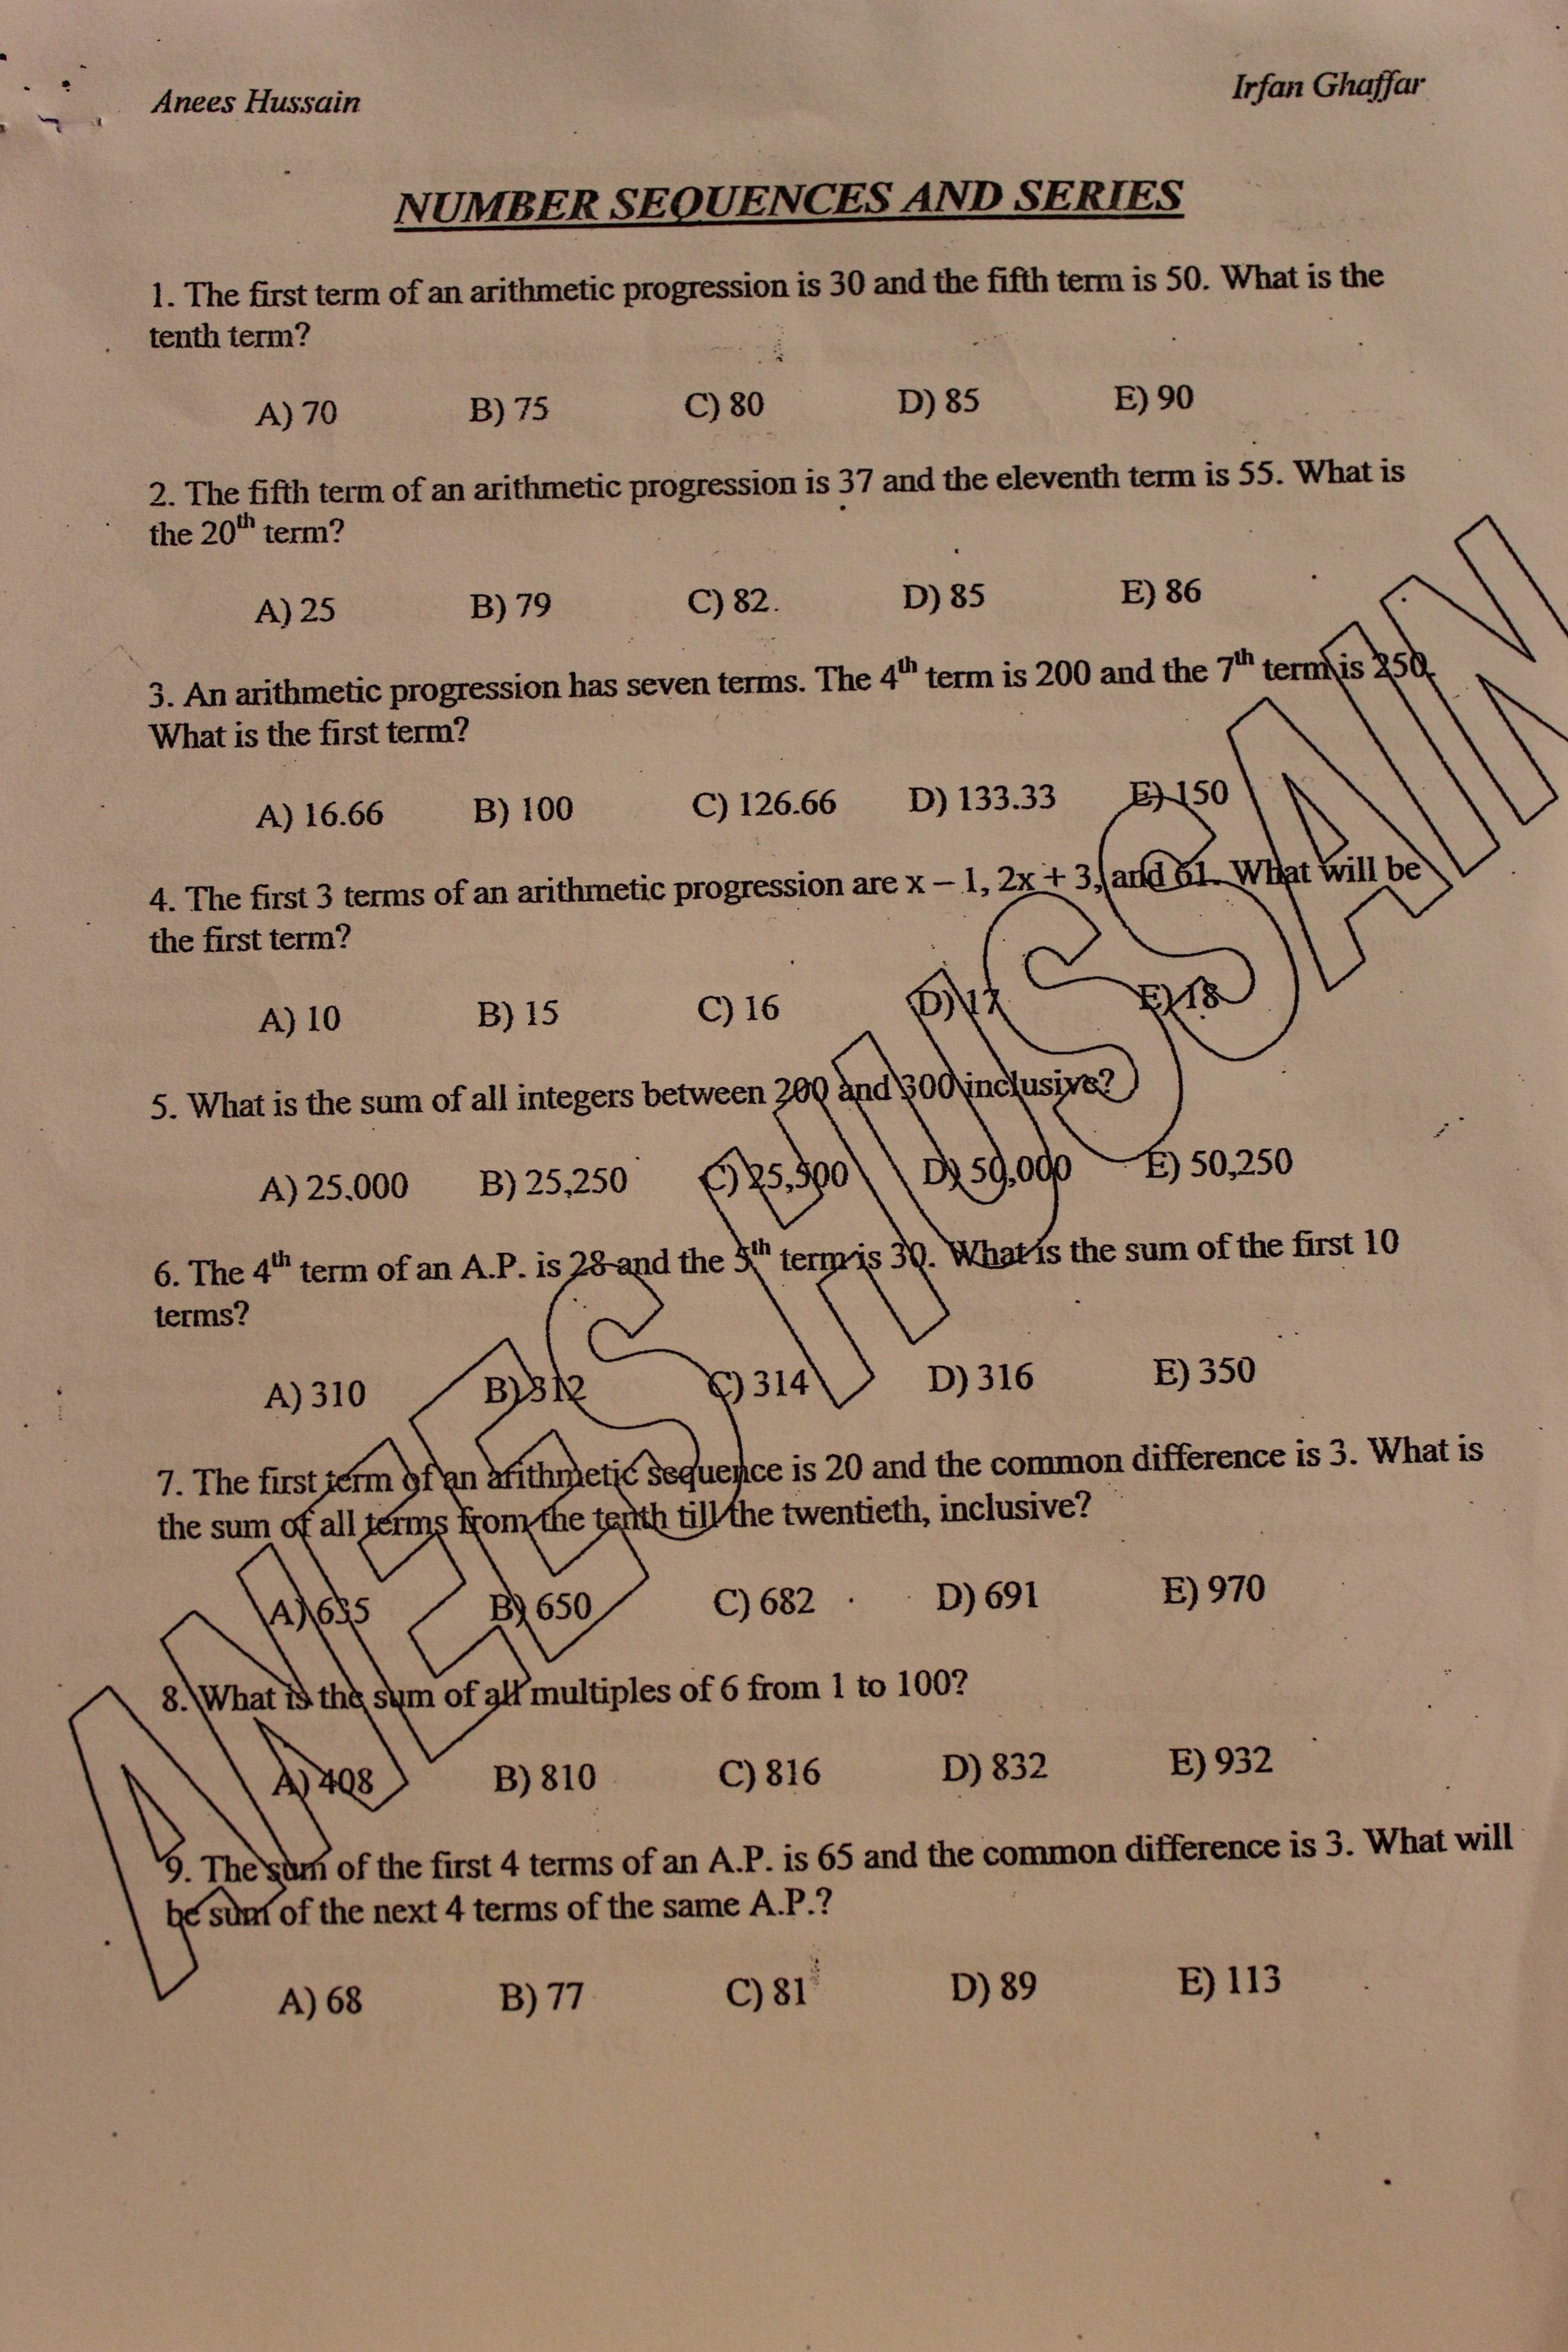 Anees Hussain
Irfan Ghaffar
NUMBER SEQUENCES AND SERIES
1. The first term of an arithmetic progression is 30 and the fifth term is 50. What is the
tenth term?
A) 70 B) 75 C) 80 D) 85 E) 90
2. The fifth term of an arithmetic progression is 37 and the eleventh term is 55. What is
the 20th term?
A) 25 B) 79 C) 82. D) 85 E) 86
3. An arithmetic progression has seven terms. The 4th term is 200 and the 7th term is 250.
What is the first term?
A) 16.66 B) 100 C) 126.66 D) 133.33 E) 150
4. The first 3 terms of an arithmetic progression are x – 1, 2x + 3, and 61. What will be
the first term?
A) 10 B) 15 C) 16 D) 17 E) 18
5. What is the sum of all integers between 200 and 300 inclusive?
A) 25,000 B) 25,250 C) 25,500 D) 50,000 E) 50,250
6. The 4th term of an A.P. is 28 and the 5th term is 30. What is the sum of the first 10
terms?
A) 310 B) 312 C) 314 D) 316 E) 350
7. The first term of an arithmetic sequence is 20 and the common difference is 3. What is
the sum of all terms from the tenth till the twentieth, inclusive?
A) 635 B) 650 C) 682 D) 691 E) 970
8. What is the sum of all multiples of 6 from 1 to 100?
A) 408 B) 810 C) 816 D) 832 E) 932
9. The sum of the first 4 terms of an A.P. is 65 and the common difference is 3. What will
be sum of the next 4 terms of the same A.P.?
A) 68 B) 77 C) 81 D) 89 E) 113
ANEES HUSSAIN